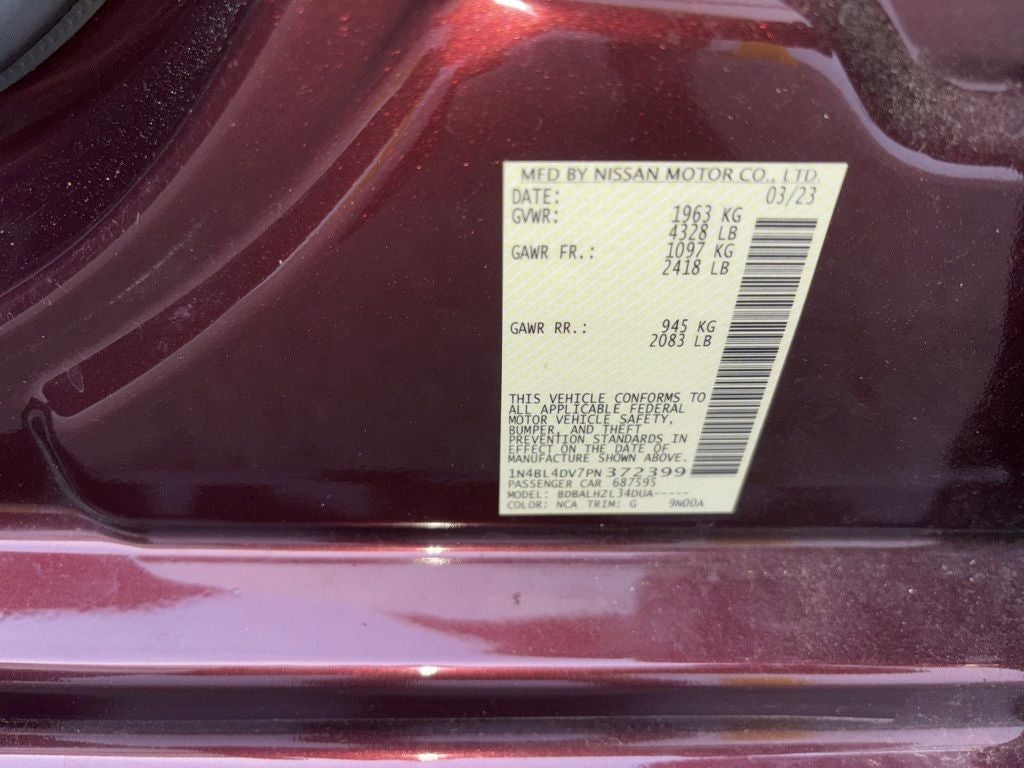 MFD BY NISSAN MOTOR CO., LTD.
DATE: 03/23
GVWR: 1963 KG
4328 LB
GAWR FR.: 1097 KG
2418 LB
GAWR RR.: 945 KG
2083 LB
THIS VEHICLE CONFORMS TO
ALL APPLICABLE FEDERAL
MOTOR VEHICLE SAFETY,
BUMPER, AND THEFT
PREVENTION STANDARDS IN
EFFECT ON THE DATE OF
MANUFACTURE SHOWN ABOVE.
1N4BL4DV7PN372399
PASSENGER CAR 687595
MODEL: BDBALHZL34DUA-----
COLOR: NCA TRIM: G 9N00A